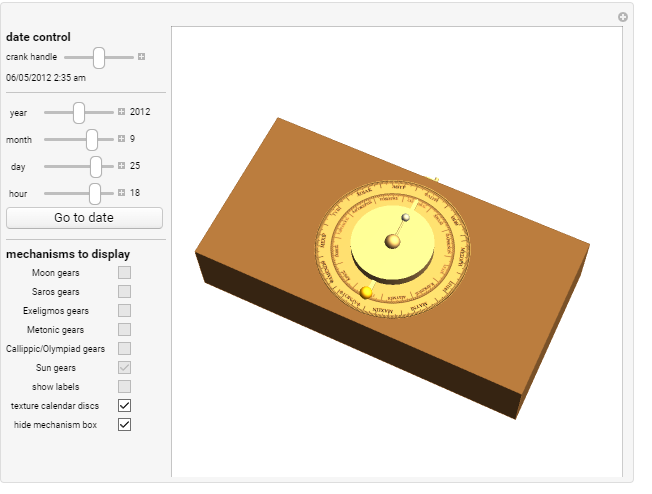 date control
crank handle
06/05/2012 2:35 am
year 2012
month 9
day 25
hour 18
Go to date
mechanisms to display
Moon gears
Saros gears
Exeligmos gears
Metonic gears
Callippic/Olympiad gears
Sun gears
show labels
texture calendar discs
hide mechanism box